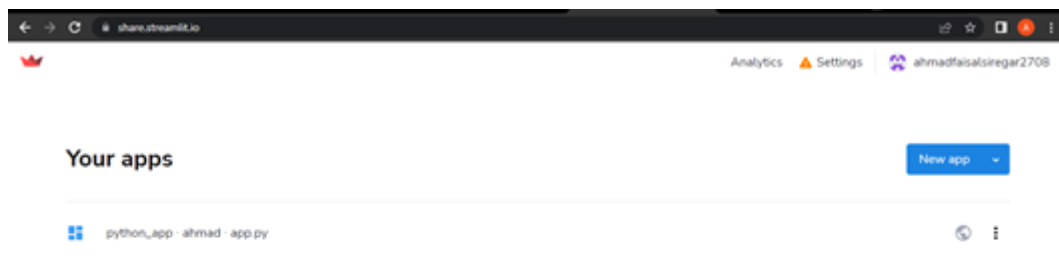 share.streamlit.io
A
Analytics Settings ahmadfaisalsiregar2708
Your apps
New app
python_app · ahmad · app.py